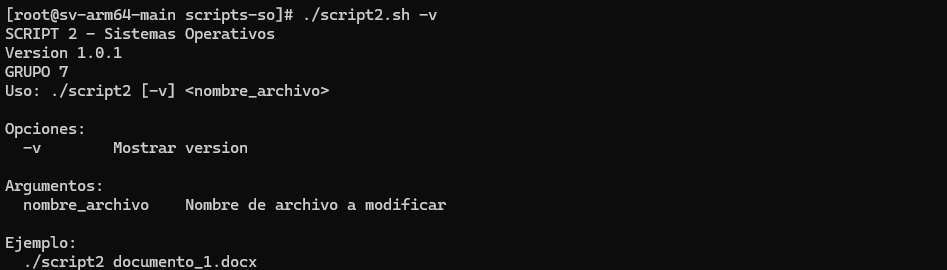 [root@sv-arm64-main scripts-so]# ./script2.sh -v
SCRIPT 2 - Sistemas Operativos
Version 1.0.1
GRUPO 7
Uso: ./script2 [-v] <nombre_archivo>

Opciones:
  -v        Mostrar version

Argumentos:
  nombre_archivo    Nombre de archivo a modificar

Ejemplo:
  ./script2 documento_1.docx